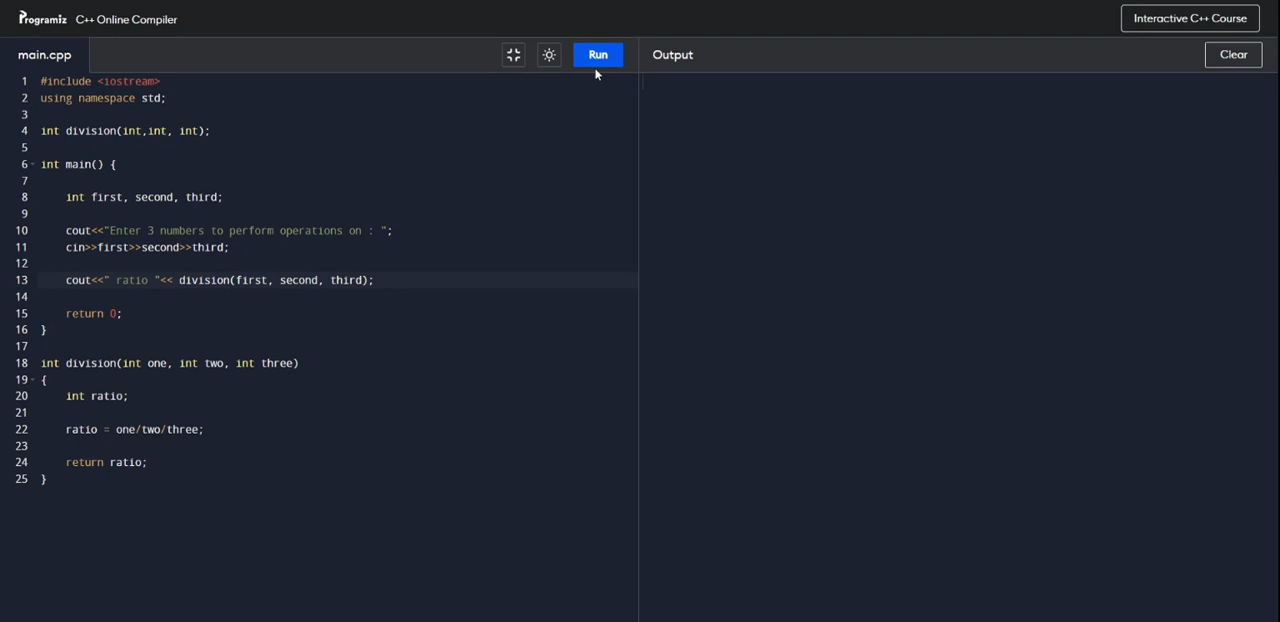 Programiz C++ Online Compiler
Interactive C++ Course
main.cpp
Run
Output
Clear
1 #include <iostream>
2 using namespace std;
3
4 int division(int,int, int);
5
6 int main() {
7
8 int first, second, third;
9
10 cout<<"Enter 3 numbers to perform operations on : ";
11 cin>>first>>second>>third;
12
13 cout<<" ratio "<< division(first, second, third);
14
15 return 0;
16 }
17
18 int division(int one, int two, int three)
19 {
20 int ratio;
21
22 ratio = one/two/three;
23
24 return ratio;
25 }